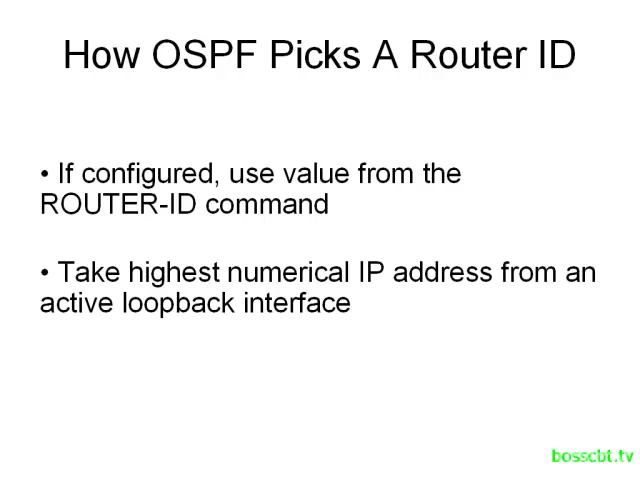 How OSPF Picks A Router ID
• If configured, use value from the
ROUTER-ID command
• Take highest numerical IP address from an
active loopback interface
bosscbt.tv